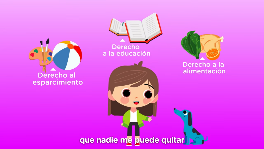 Derecho
a la educación
Derecho al
esparcimiento
Derecho a la
alimentación
que nadie me puede quitar